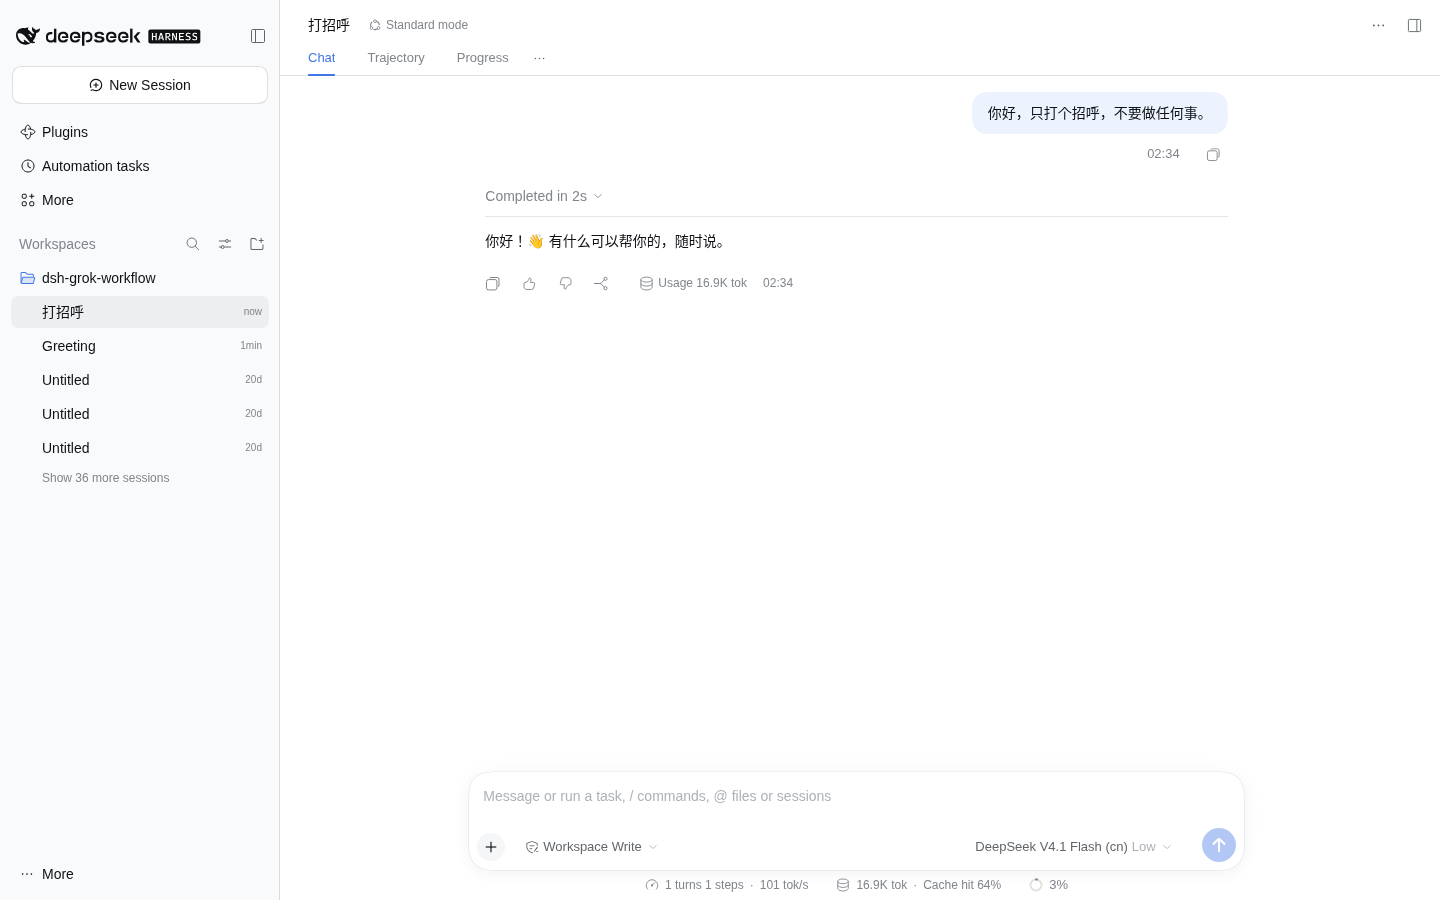 deepseek HARNESS
New Session
Plugins
Automation tasks
More
Workspaces
dsh-grok-workflow
打招呼 now
Greeting 1min
Untitled 20d
Untitled 20d
Untitled 20d
Show 36 more sessions
More
打招呼 Standard mode
Chat Trajectory Progress
你好，只打个招呼，不要做任何事。
02:34
Completed in 2s
你好！👋 有什么可以帮你的，随时说。
Usage 16.9K tok 02:34
Message or run a task, / commands, @ files or sessions
Workspace Write DeepSeek V4.1 Flash (cn) Low
1 turns 1 steps · 101 tok/s 16.9K tok · Cache hit 64% 3%